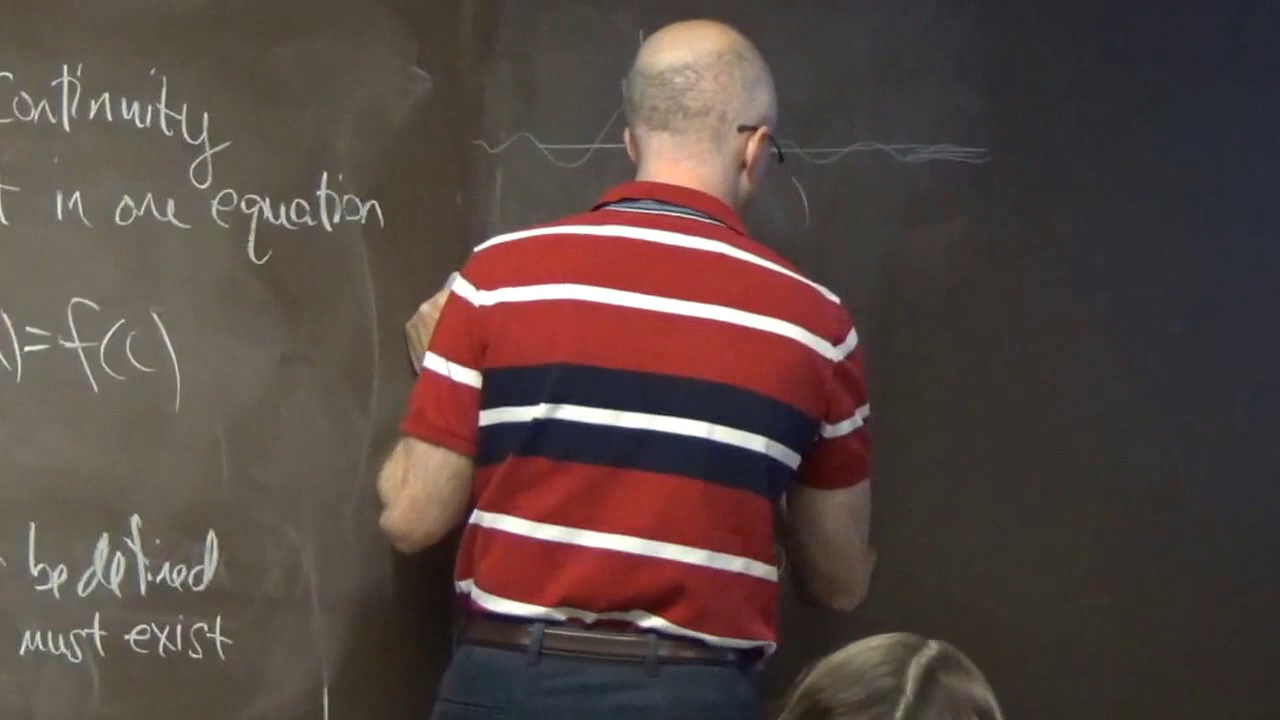 Continuity
t in one equation
)=f(c)
be defined
must exist